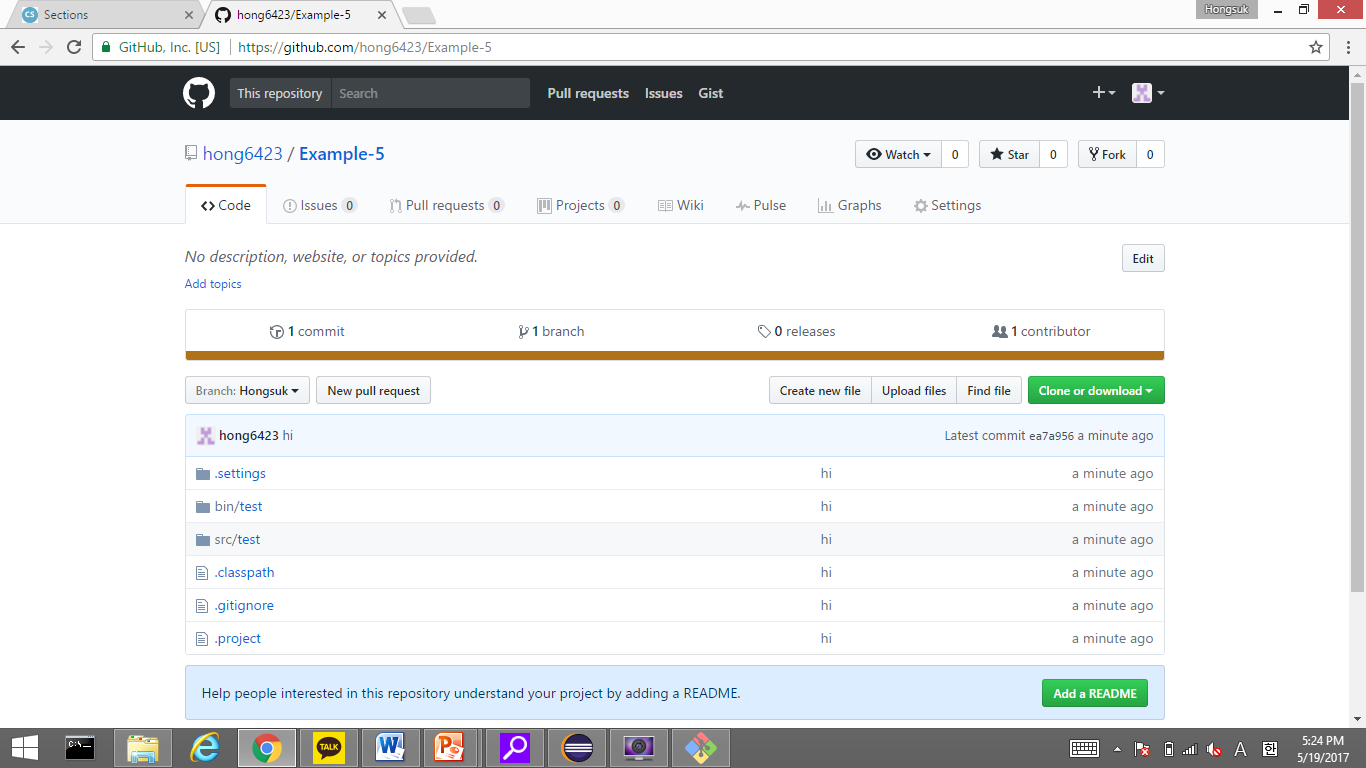 Sections
hong6423/Example-5
Hongsuk
GitHub, Inc. [US]
https://github.com/hong6423/Example-5
This repository
Search
Pull requests
Issues
Gist
hong6423 / Example-5
Watch
0
Star
0
Fork
0
Code
Issues 0
Pull requests 0
Projects 0
Wiki
Pulse
Graphs
Settings
No description, website, or topics provided.
Edit
Add topics
1 commit
1 branch
0 releases
1 contributor
Branch: Hongsuk
New pull request
Create new file
Upload files
Find file
Clone or download
hong6423 hi
Latest commit ea7a956 a minute ago
.settings hi a minute ago
bin/test hi a minute ago
src/test hi a minute ago
.classpath hi a minute ago
.gitignore hi a minute ago
.project hi a minute ago
Help people interested in this repository understand your project by adding a README.
Add a README
TALK
A
5:24 PM
5/19/2017